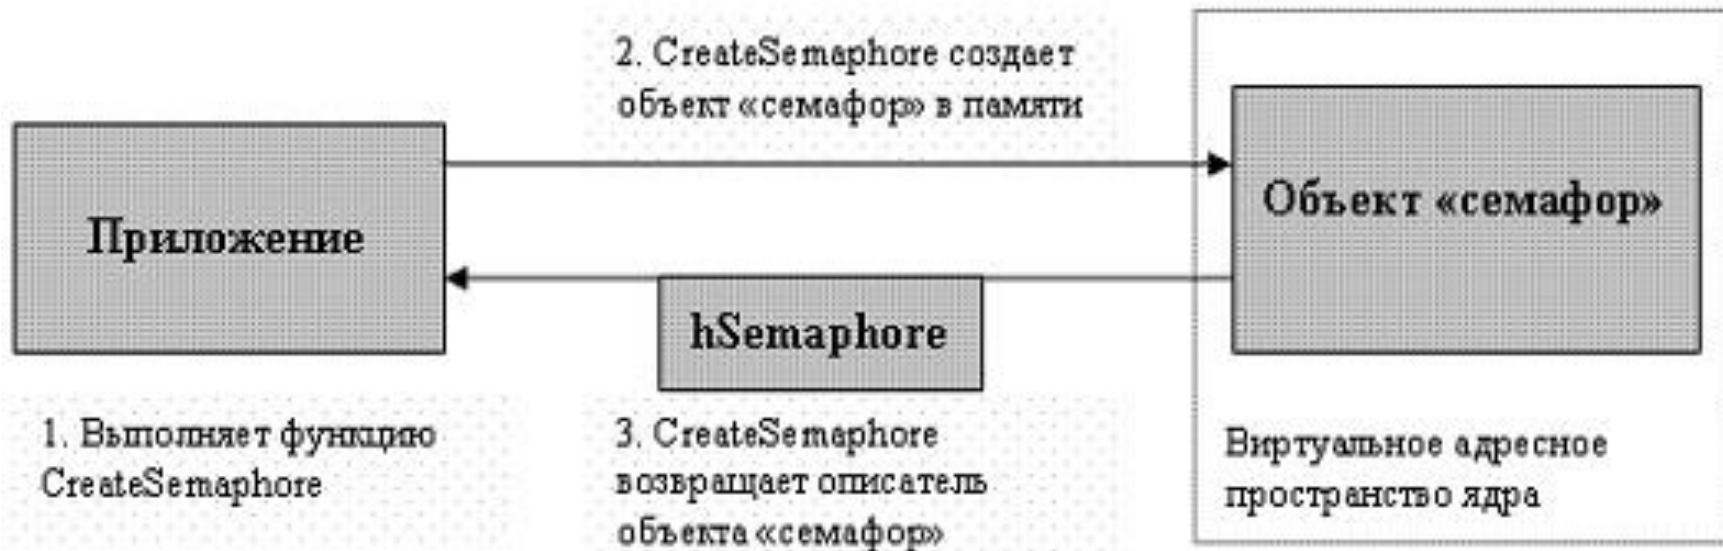 2. CreateSemaphore создает
объект «семафор» в памяти
Приложение
Объект «семафор»
hSemaphore
1. Выполняет функцию
CreateSemaphore
3. CreateSemaphore
возвращает описатель
объекта «семафор»
Виртуальное адресное
пространство ядра